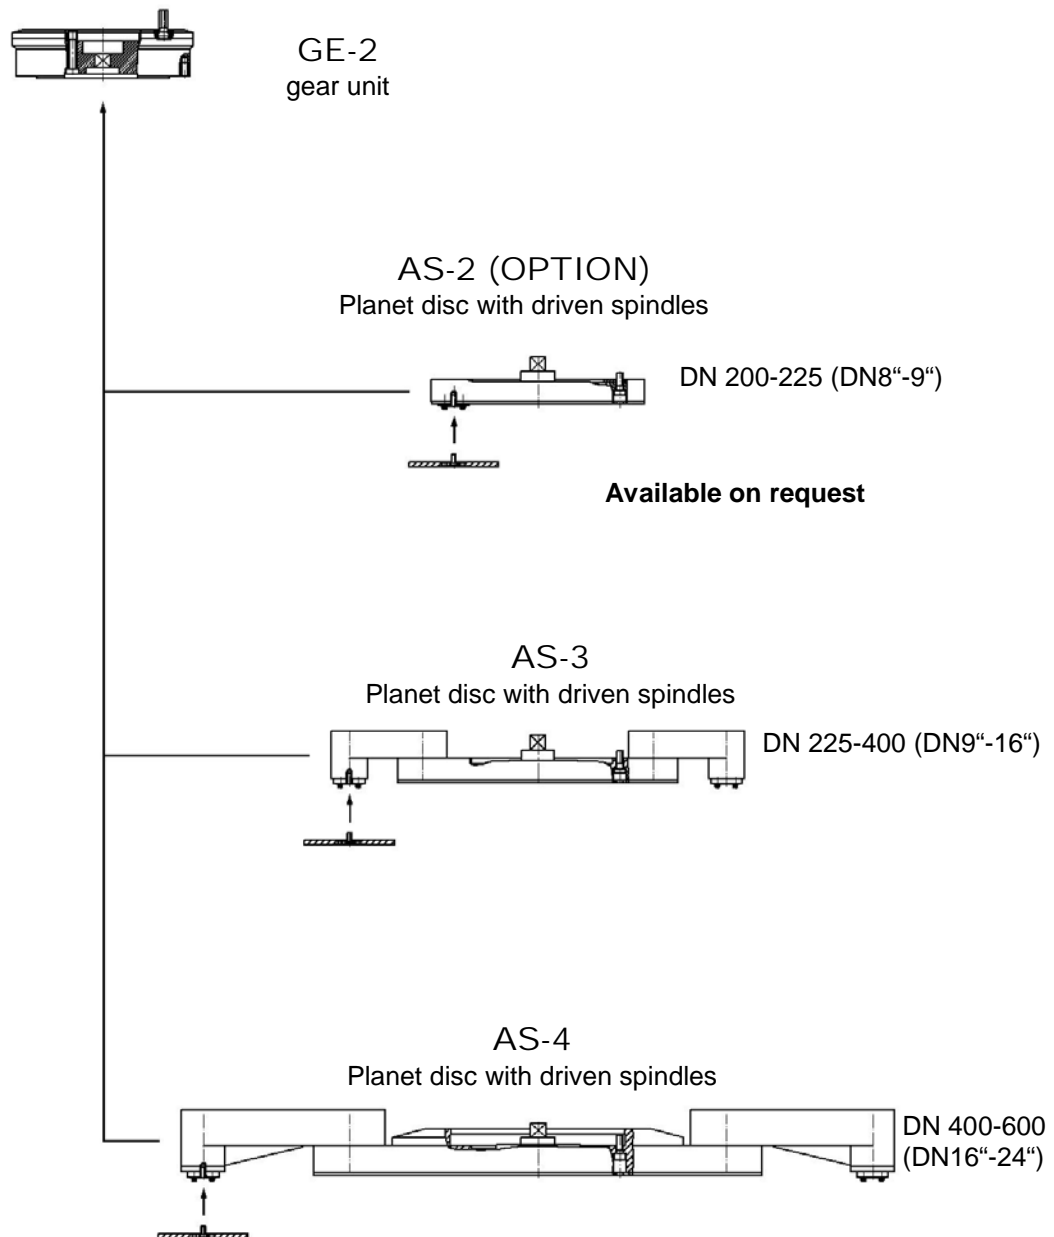 GE-2
gear unit
AS-2 (OPTION)
Planet disc with driven spindles
DN 200-225 (DN8“-9“)
Available on request
AS-3
Planet disc with driven spindles
DN 225-400 (DN9“-16“)
AS-4
Planet disc with driven spindles
DN 400-600
(DN16“-24“)